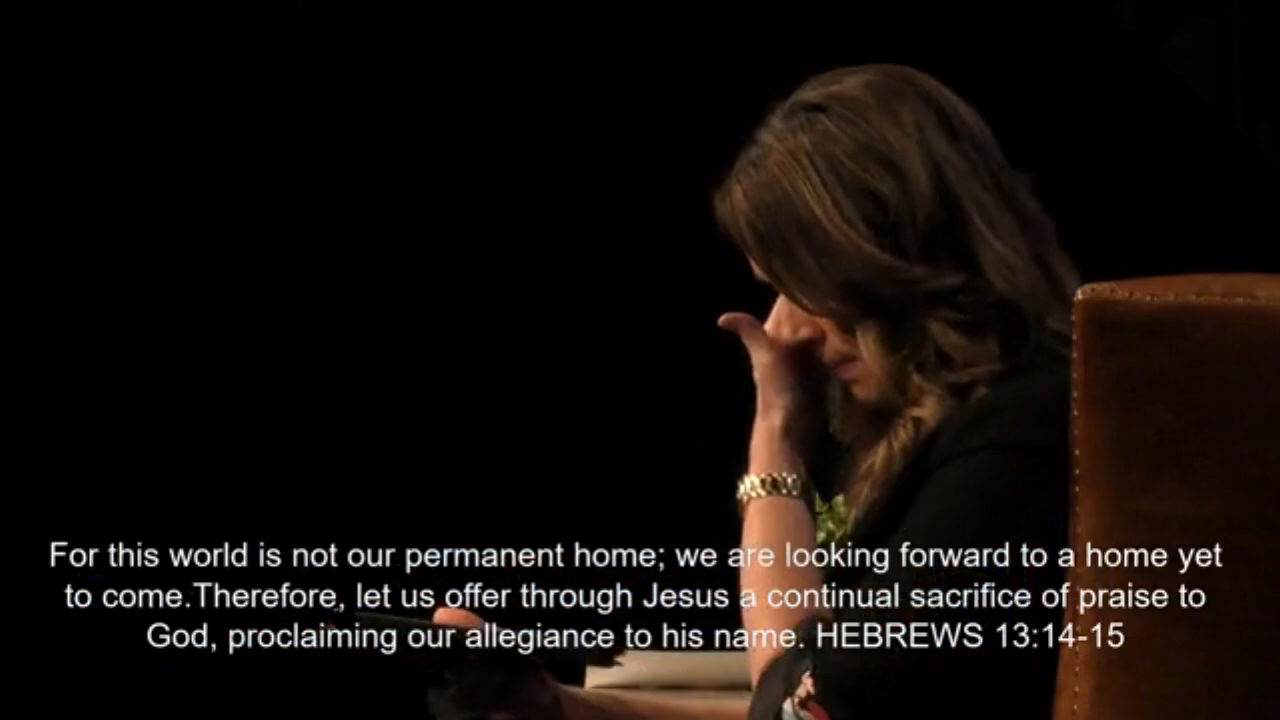 For this world is not our permanent home; we are looking forward to a home yet
to come.Therefore, let us offer through Jesus a continual sacrifice of praise to
God, proclaiming our allegiance to his name. HEBREWS 13:14-15